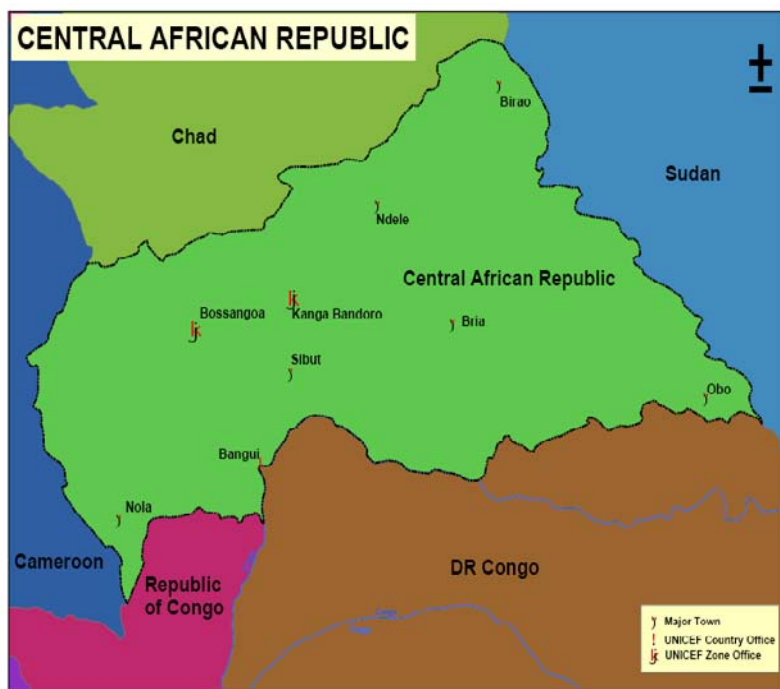 CENTRAL AFRICAN REPUBLIC
Birao
Chad
Sudan
Ndele
Central African Republic
Bossangoa
Kanga Bandoro
Bria
Sibut
Obo
Bangui
Nola
Cameroon
Republic
of Congo
DR Congo
Major Town
UNICEF Country Office
UNICEF Zone Office